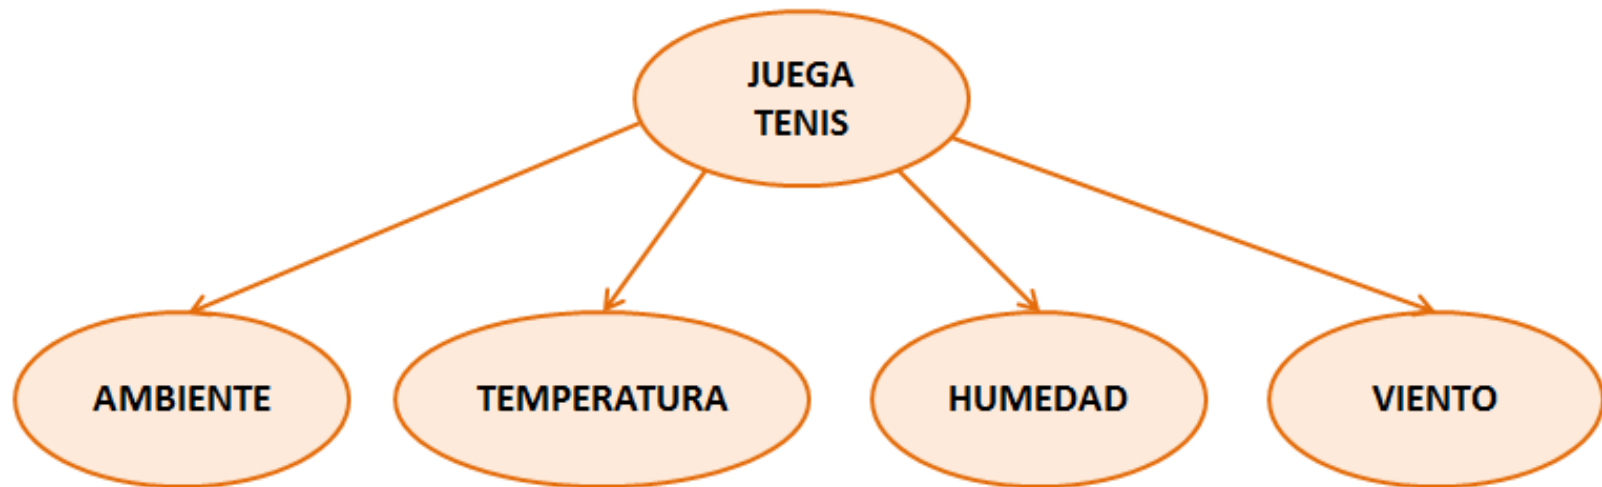 JUEGA
TENIS
AMBIENTE
TEMPERATURA
HUMEDAD
VIENTO